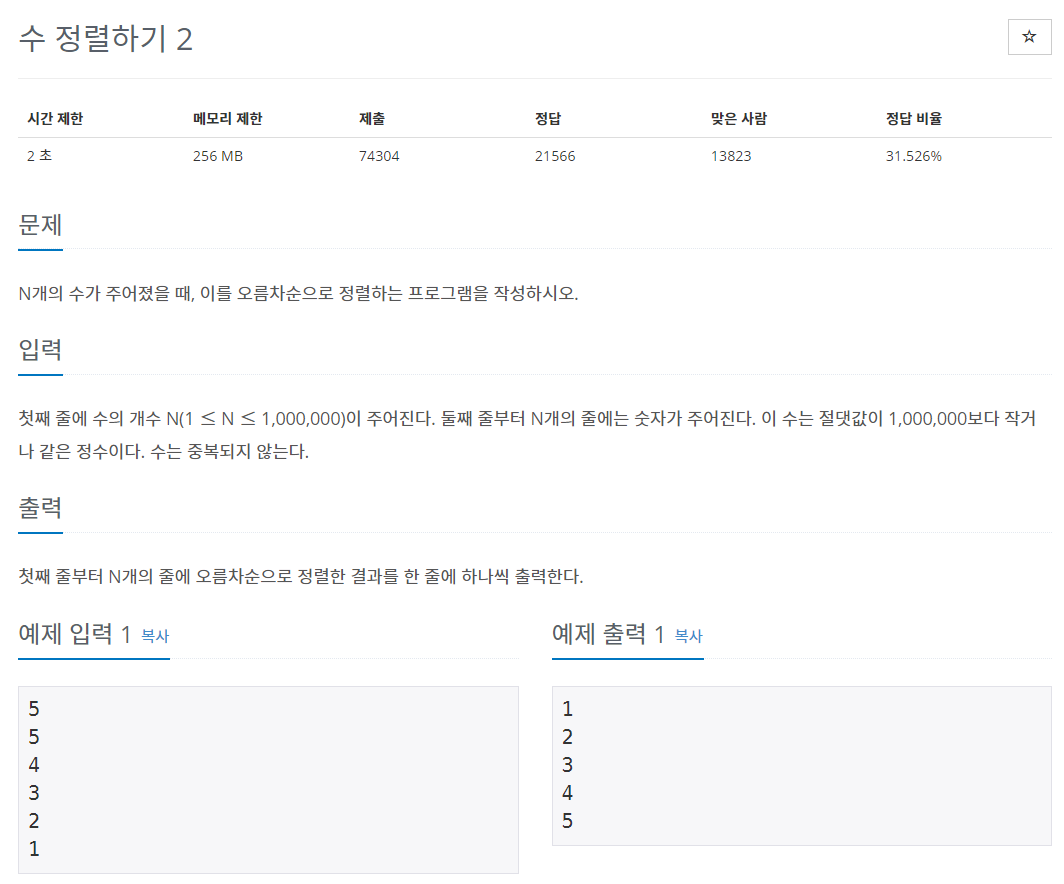 수 정렬하기 2
☆
시간 제한 메모리 제한 제출 정답 맞은 사람 정답 비율
2 초 256 MB 74304 21566 13823 31.526%
문제
N개의 수가 주어졌을 때, 이를 오름차순으로 정렬하는 프로그램을 작성하시오.
입력
첫째 줄에 수의 개수 N(1 ≤ N ≤ 1,000,000)이 주어진다. 둘째 줄부터 N개의 줄에는 숫자가 주어진다. 이 수는 절댓값이 1,000,000보다 작거
나 같은 정수이다. 수는 중복되지 않는다.
출력
첫째 줄부터 N개의 줄에 오름차순으로 정렬한 결과를 한 줄에 하나씩 출력한다.
예제 입력 1 복사
5
5
4
3
2
1
예제 출력 1 복사
1
2
3
4
5